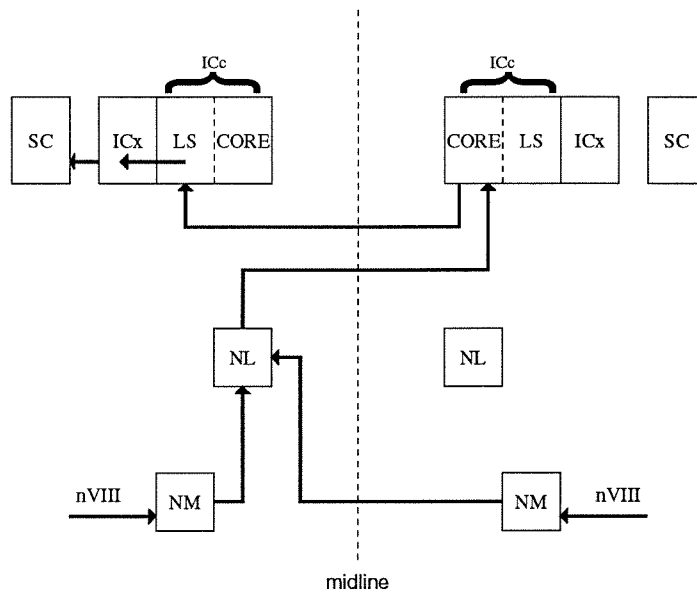 ICc ICc
SC ICx LS CORE CORE LS ICx SC
NL NL
nVIII NM NM nVIII
midline